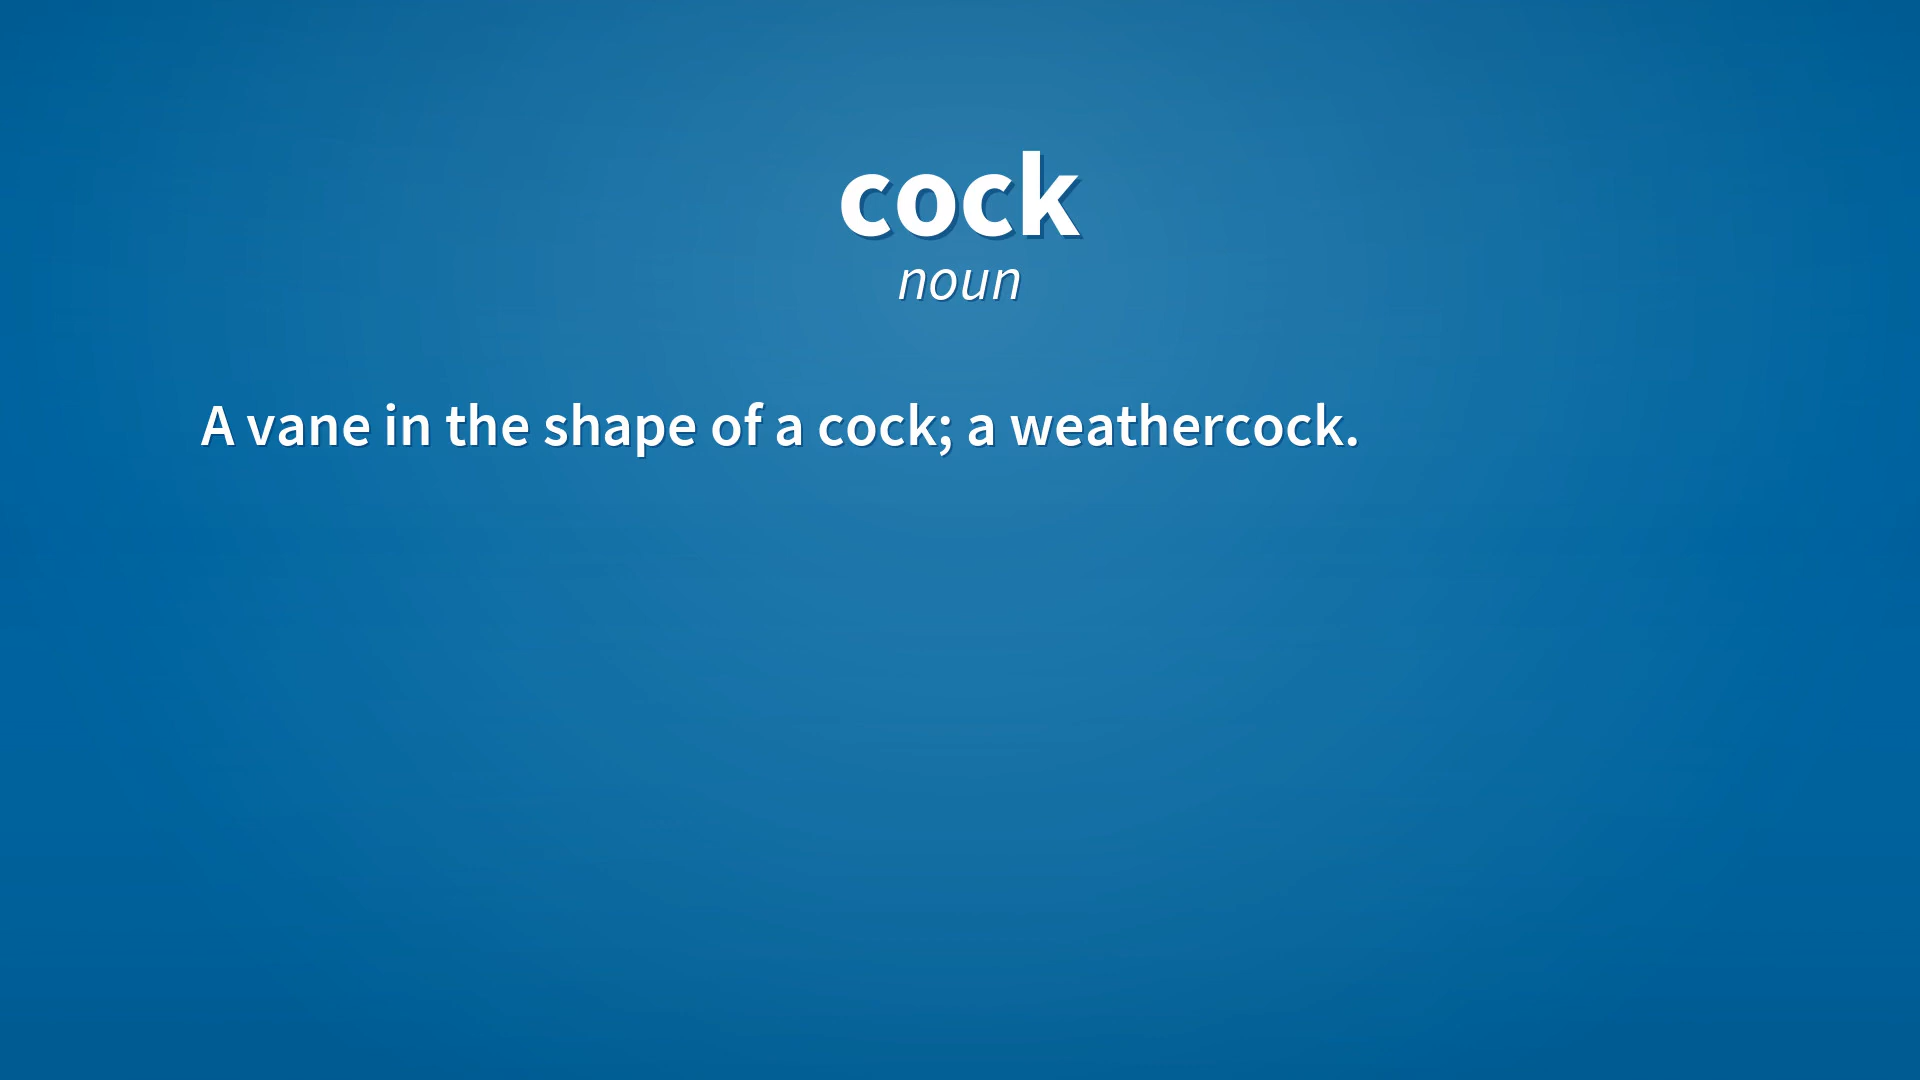 cock
noun
A vane in the shape of a cock; a weathercock.